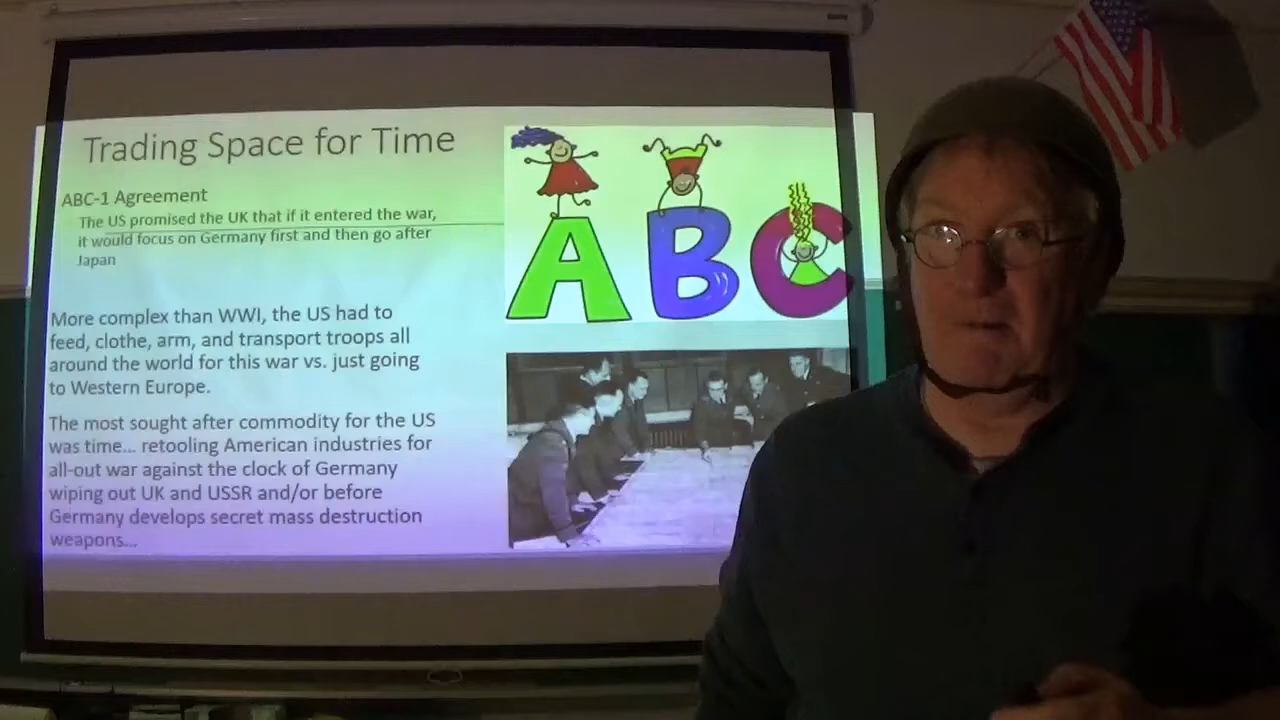 Trading Space for Time
ABC-1 Agreement
The US promised the UK that if it entered the war,
it would focus on Germany first and then go after
Japan
More complex than WWI, the US had to
feed, clothe, arm, and transport troops all
around the world for this war vs. just going
to Western Europe.
The most sought after commodity for the US
was time... retooling American industries for
all-out war against the clock of Germany
wiping out UK and USSR and/or before
Germany develops secret mass destruction
weapons...
A B C